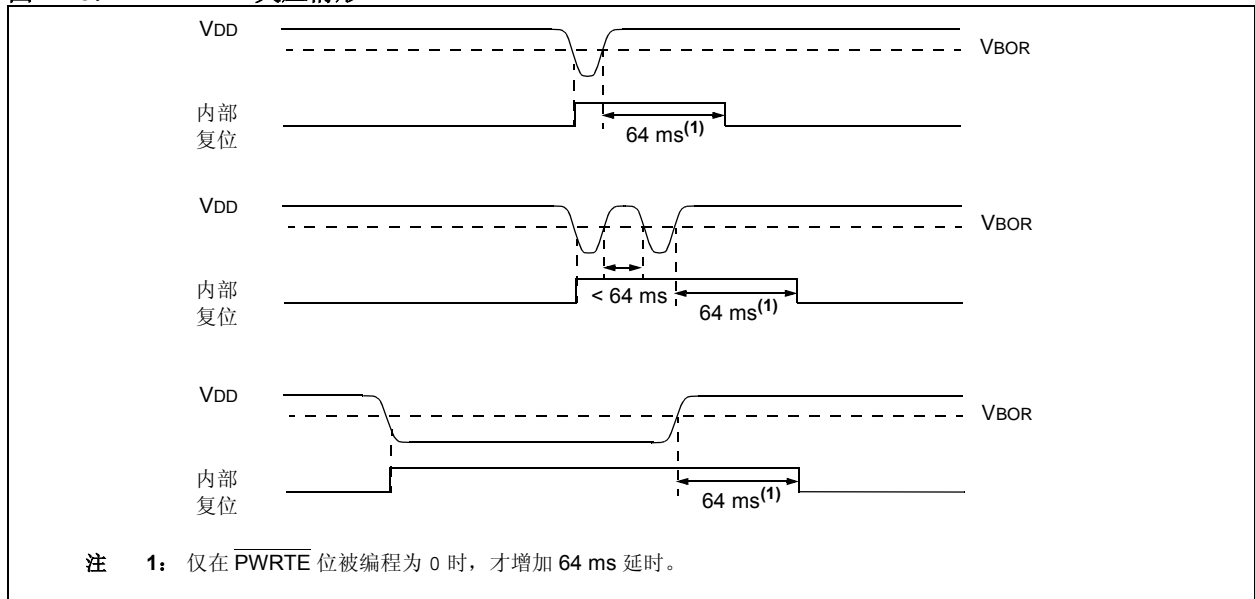 VDD
VBOR
内部
复位
64 ms(1)
VDD
VBOR
内部
复位
< 64 ms
64 ms(1)
VDD
VBOR
内部
复位
64 ms(1)
注 1： 仅在 PWRTE 位被编程为 0 时，才增加 64 ms 延时。